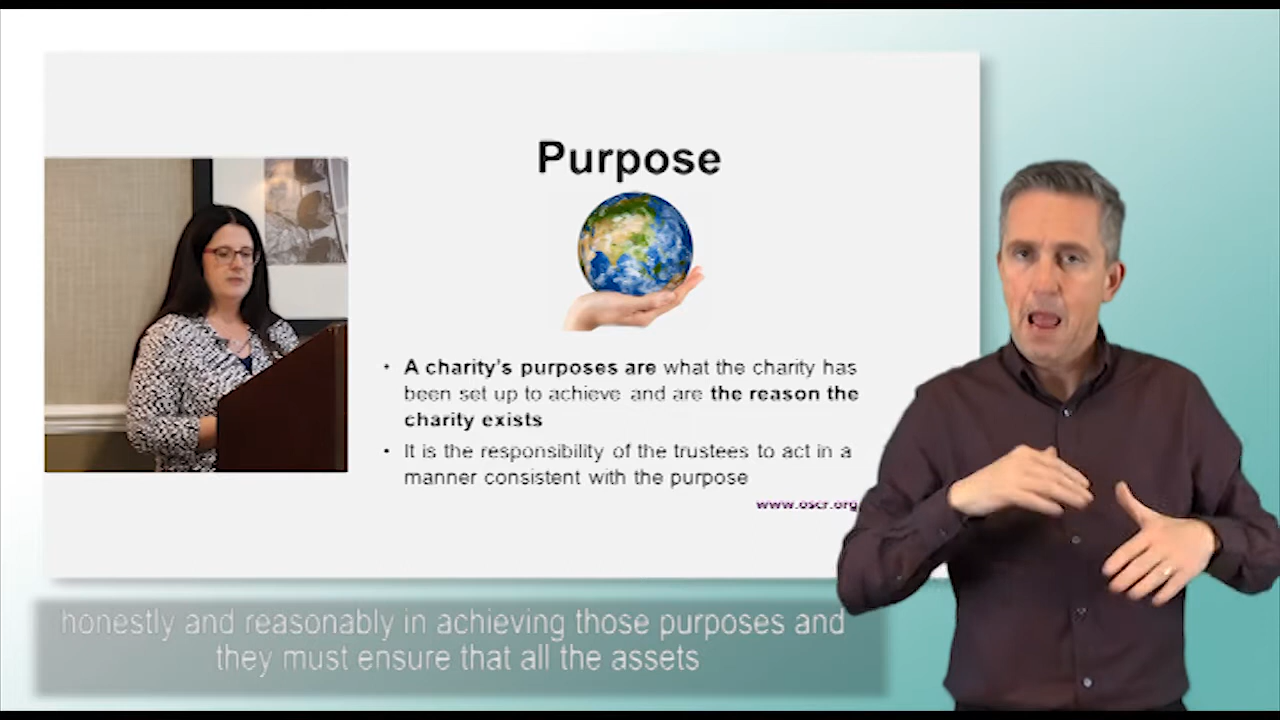 Purpose
• A charity's purposes are what the charity has
been set up to achieve and are the reason the
charity exists
• It is the responsibility of the trustees to act in a
manner consistent with the purpose
www.oscr.org
honestly and reasonably in achieving those purposes and
they must ensure that all the assets